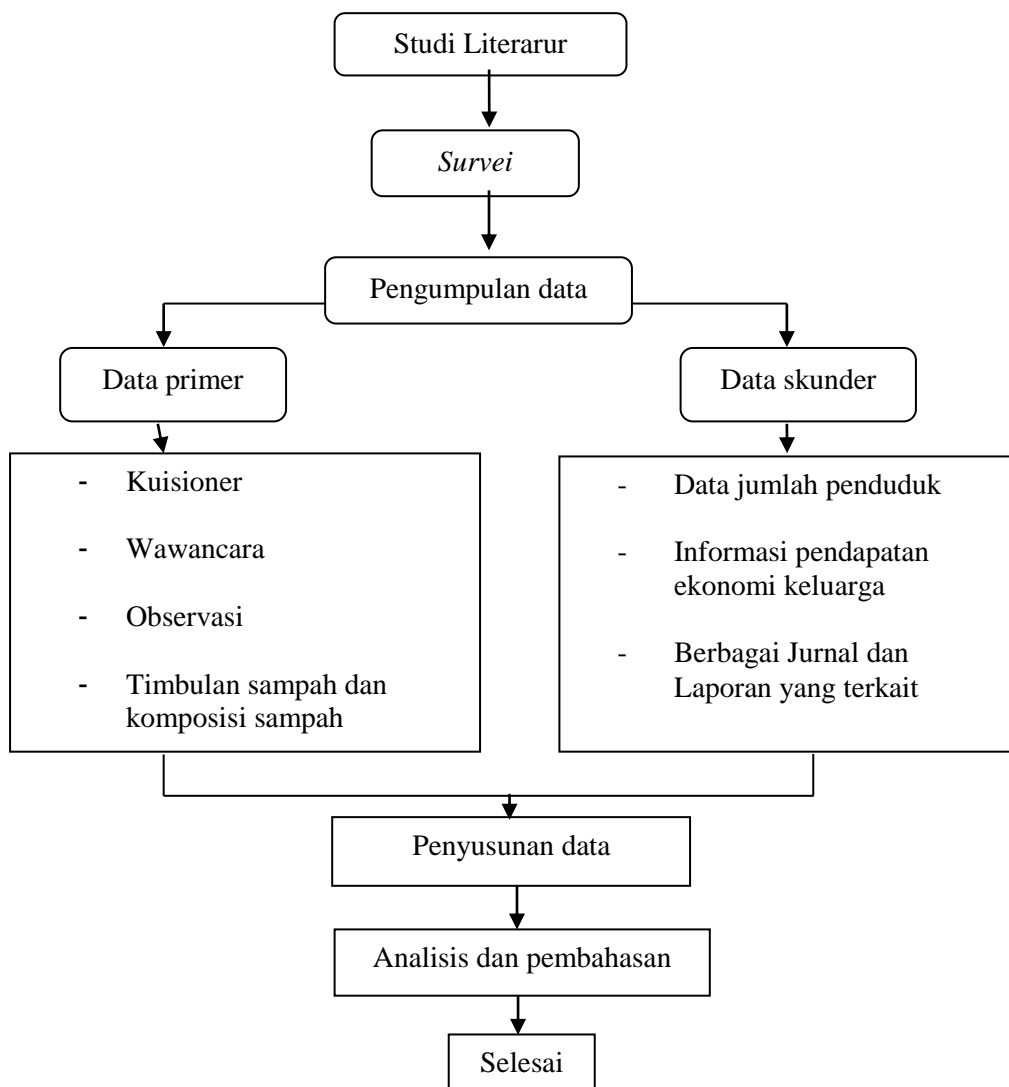 Studi Literarur
Survei
Pengumpulan data
Data primer
Data skunder
- Kuisioner
- Wawancara
- Observasi
- Timbulan sampah dan
komposisi sampah
- Data jumlah penduduk
- Informasi pendapatan
ekonomi keluarga
- Berbagai Jurnal dan
Laporan yang terkait
Penyusunan data
Analisis dan pembahasan
Selesai